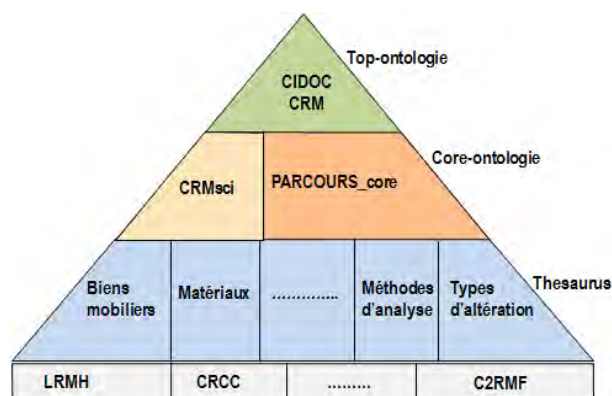 Top-ontologie
CIDOC
CRM
Core-ontologie
CRMsci
PARCOURS_core
Thesaurus
Biens
mobiliers
Matériaux
..............
Méthodes
d'analyse
Types
d'altération
LRMH
CRCC
.........
C2RMF